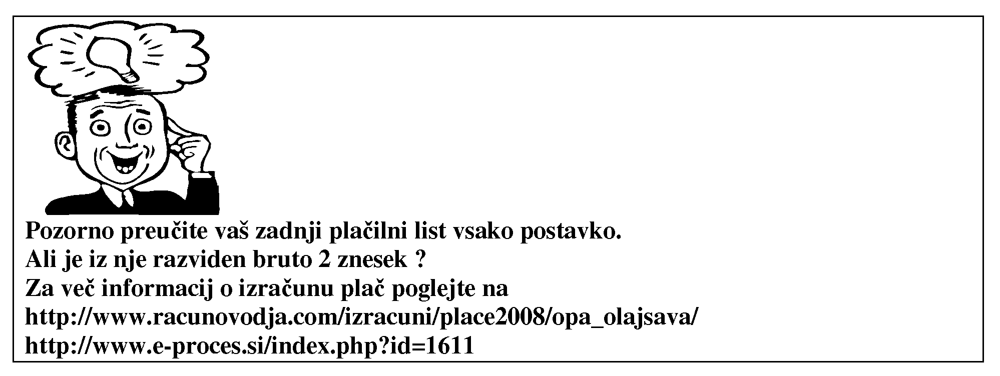 Pozorno preučite vaš zadnji plačilni list vsako postavko.
Ali je iz nje razviden bruto 2 znesek ?
Za več informacij o izračunu plač poglejte na
http://www.racunovodja.com/izracuni/place2008/opa_olajsava/
http://www.e-proces.si/index.php?id=1611